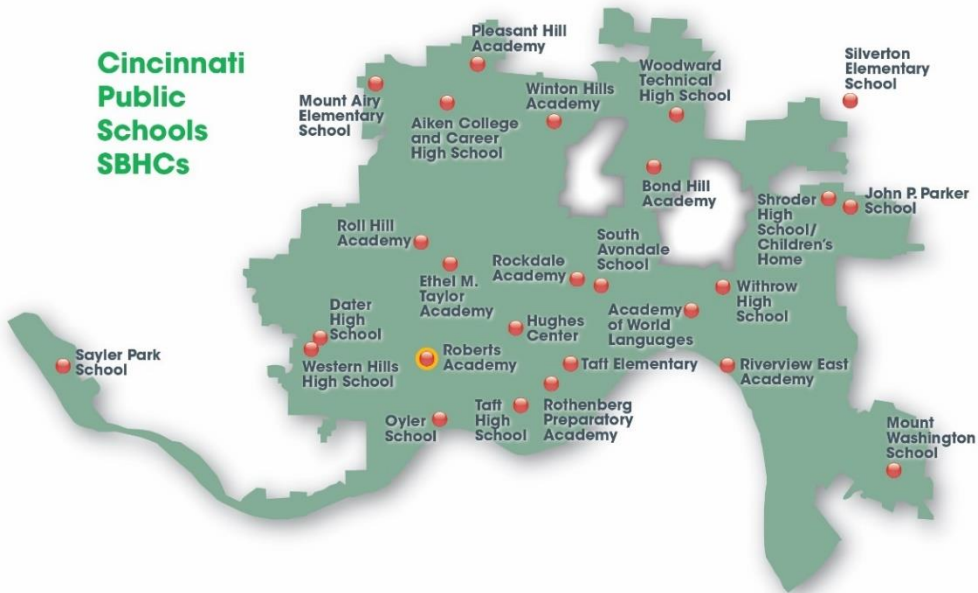 Cincinnati
Public
Schools
SBHCs
Pleasant Hill
Academy
Mount Airy
Elementary
School
Aiken College
and Career
High School
Winton Hills
Academy
Woodward
Technical
High School
Silverton
Elementary
School
Bond Hill
Academy
Shroder
High
School/
Children's
Home
John P. Parker
School
Roll Hill
Academy
Ethel M.
Taylor
Academy
Rockdale
Academy
South
Avondale
School
Academy
of World
Languages
Withrow
High
School
Dater
High
School
Western Hills
High School
Sayler Park
School
Roberts
Academy
Hughes
Center
Taft Elementary
Riverview East
Academy
Oyler
School
Taft
High
School
Rothenberg
Preparatory
Academy
Mount
Washington
School